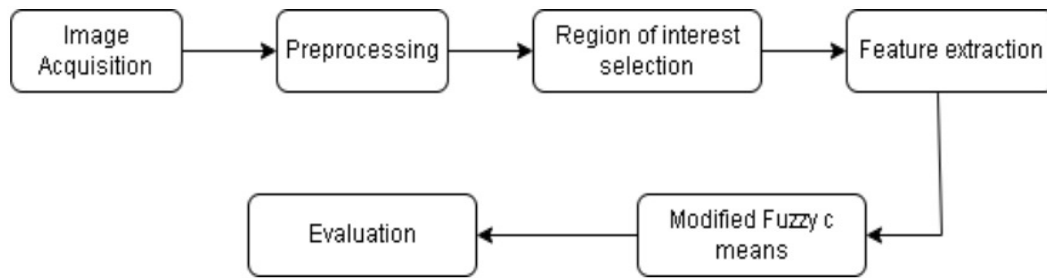 Image
Acquisition
Preprocessing
Region of interest
selection
Feature extraction
Modified Fuzzy c
means
Evaluation